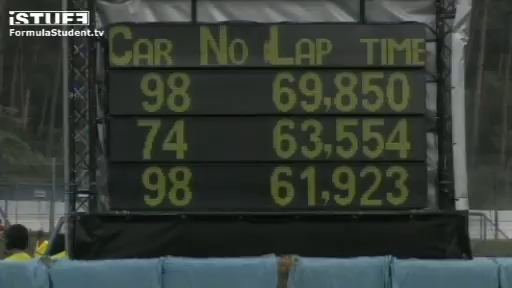 iSTUFF
FormulaStudent.tv
CAR NO LAP TIME
98 69,850
74 63,554
98 61,923